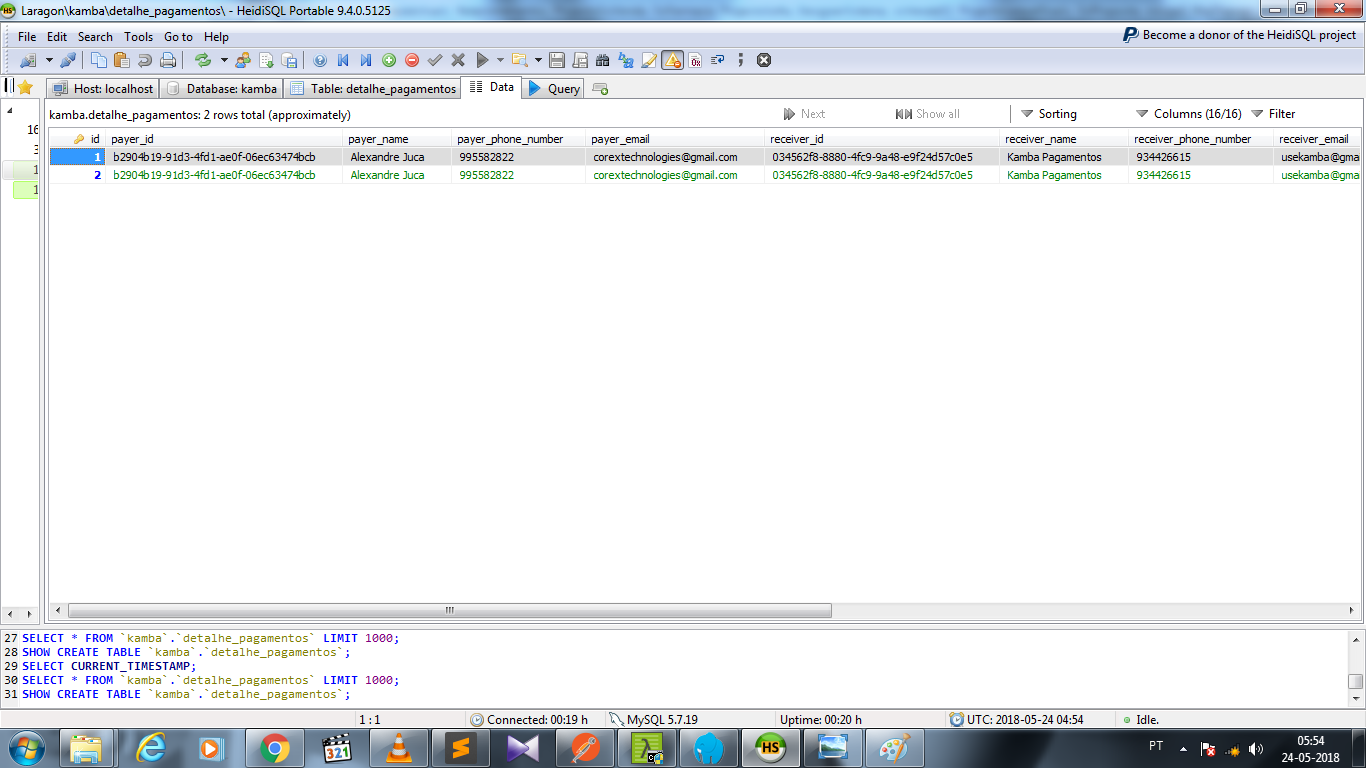 Laragon\kamba\detalhe_pagamentos\ - HeidiSQL Portable 9.4.0.5125
File Edit Search Tools Go to Help
Become a donor of the HeidiSQL project
Host: localhost Database: kamba Table: detalhe_pagamentos Data Query
kamba.detalhe_pagamentos: 2 rows total (approximately) Next Show all Sorting Columns (16/16) Filter
id payer_id payer_name payer_phone_number payer_email receiver_id receiver_name receiver_phone_number receiver_email
1 b2904b19-91d3-4fd1-ae0f-06ec63474bcb Alexandre Juca 995582822 corextechnologies@gmail.com 034562f8-8880-4fc9-9a48-e9f24d57c0e5 Kamba Pagamentos 934426615 usekamba@gma
2 b2904b19-91d3-4fd1-ae0f-06ec63474bcb Alexandre Juca 995582822 corextechnologies@gmail.com 034562f8-8880-4fc9-9a48-e9f24d57c0e5 Kamba Pagamentos 934426615 usekamba@gma
16
3
1
1
27 SELECT * FROM `kamba`.`detalhe_pagamentos` LIMIT 1000;
28 SHOW CREATE TABLE `kamba`.`detalhe_pagamentos`;
29 SELECT CURRENT_TIMESTAMP;
30 SELECT * FROM `kamba`.`detalhe_pagamentos` LIMIT 1000;
31 SHOW CREATE TABLE `kamba`.`detalhe_pagamentos`;
1 : 1 Connected: 00:19 h MySQL 5.7.19 Uptime: 00:20 h UTC: 2018-05-24 04:54 Idle.
321 HS PT 05:54
24-05-2018